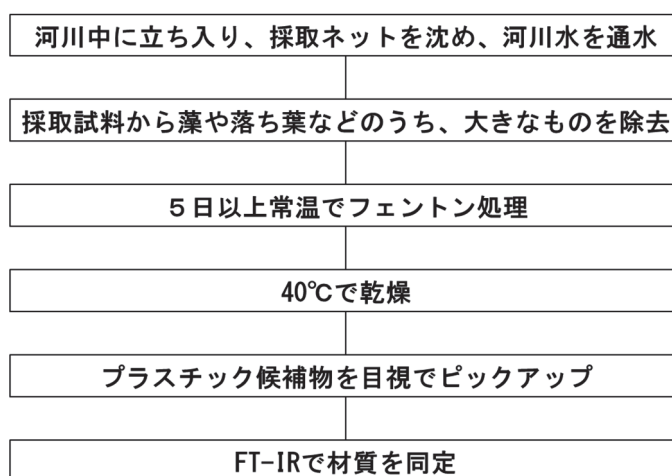 河川中に立ち入り、採取ネットを沈め、河川水を通水
採取試料から藻や落ち葉などのうち、大きなものを除去
５日以上常温でフェントン処理
40℃で乾燥
プラスチック候補物を目視でピックアップ
FT-IRで材質を同定